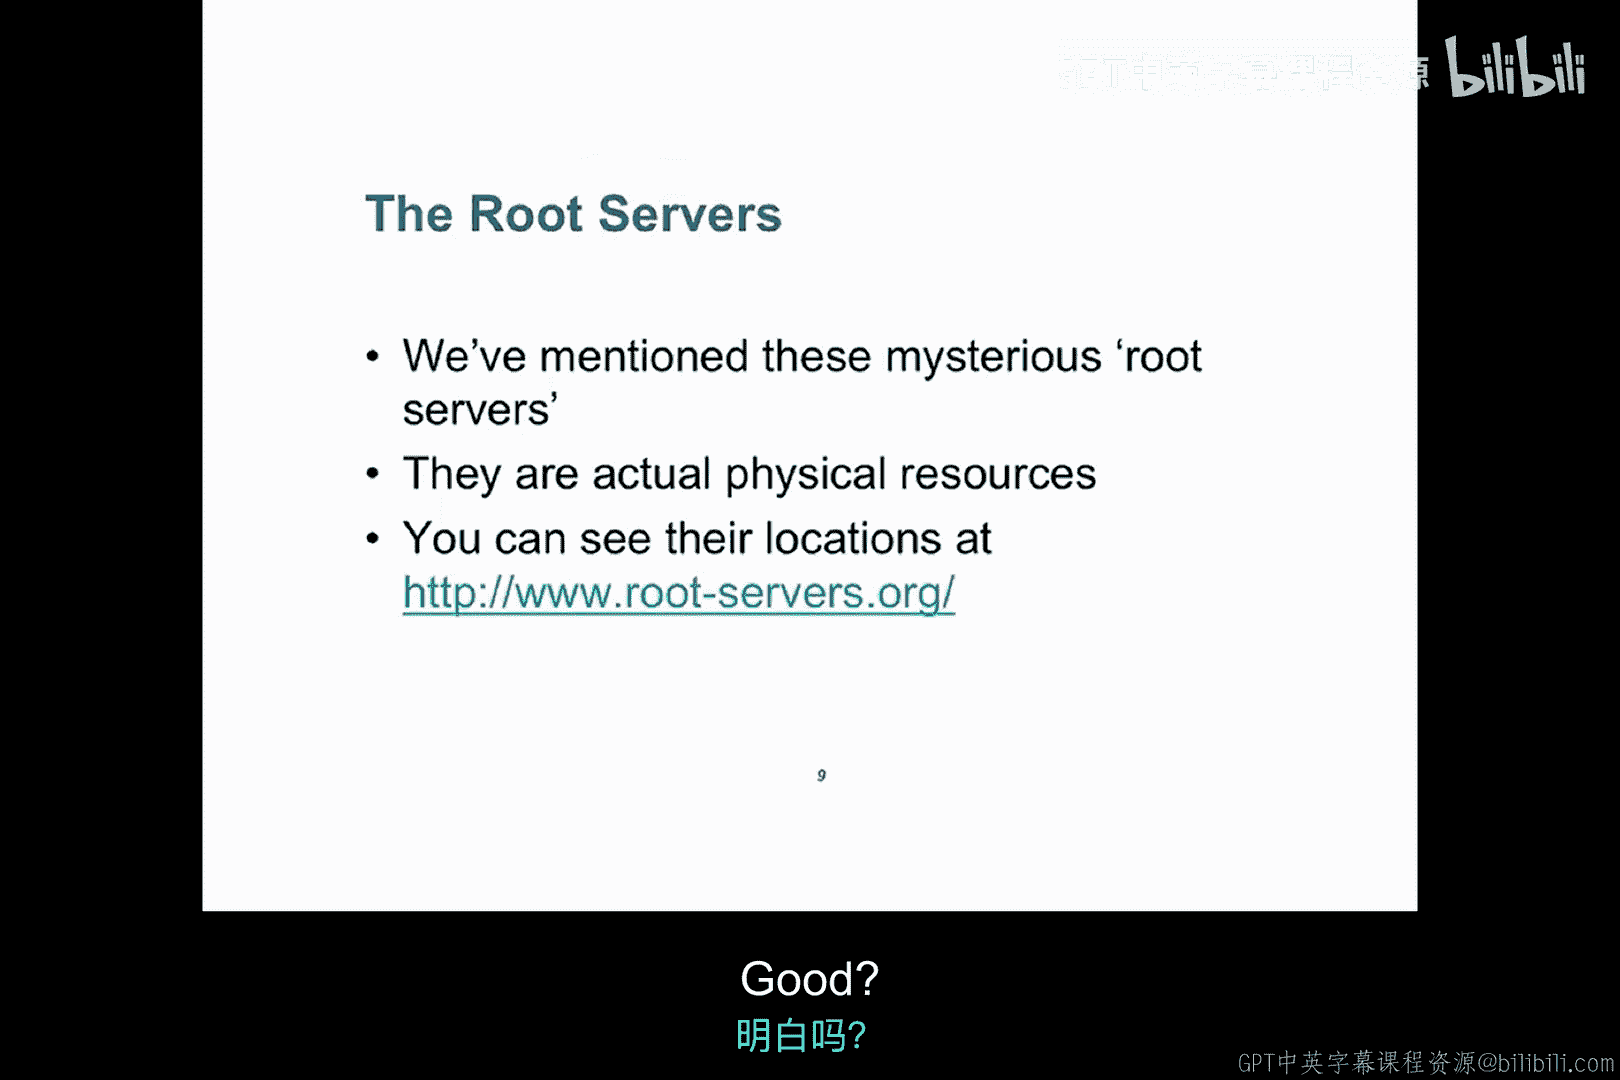 bilibili
The Root Servers
• We’ve mentioned these mysterious ‘root
servers’
• They are actual physical resources
• You can see their locations at
http://www.root-servers.org/
9
Good?
明白吗?
GPT中英字幕课程资源@bilibili.com